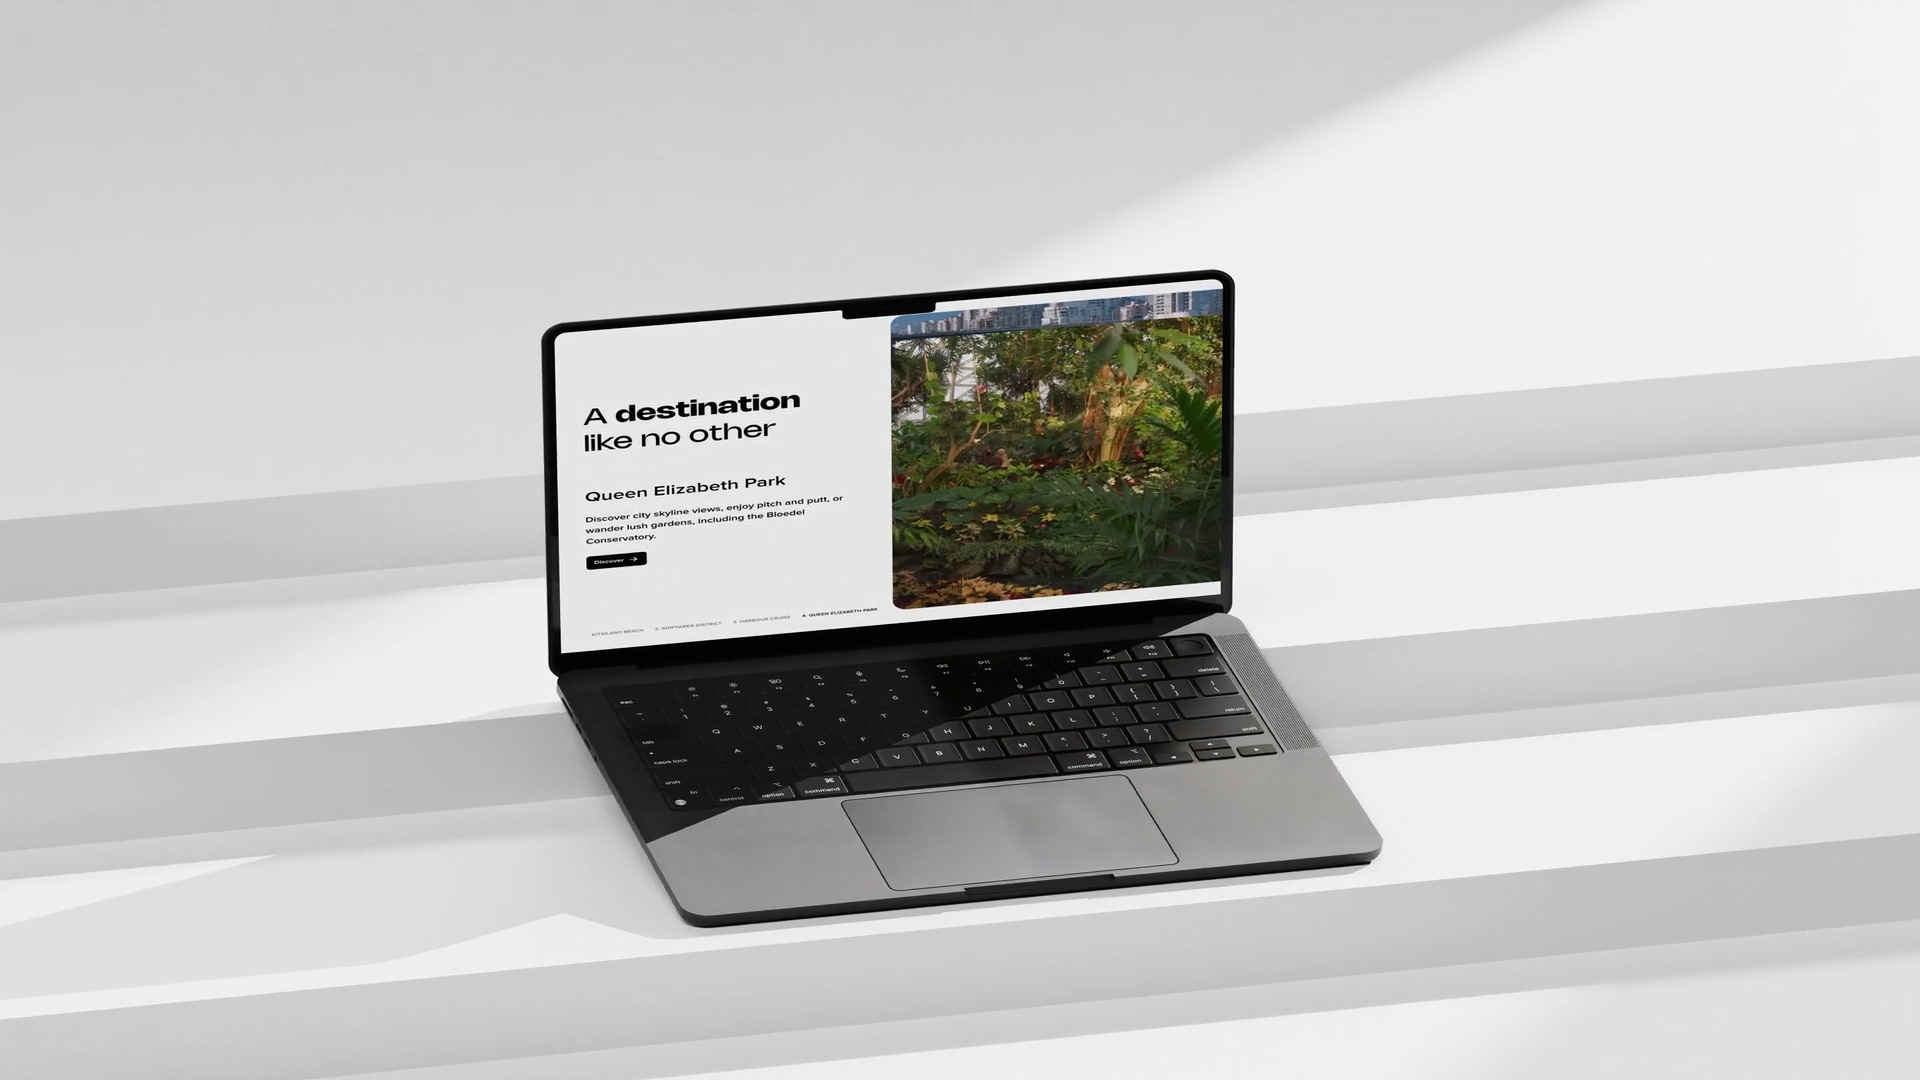 A destination
like no other
Queen Elizabeth Park
Discover city skyline views, enjoy pitch and putt, or
wander lush gardens, including the Bloedel
Conservatory.
Discover →
KITSILANO BEACH 2. SHIPYARDS DISTRICT 3. HARBOUR CRUISE 4. QUEEN ELIZABETH PARK
esc
delete
tab Q W E R T Y U I O P { [ } ] | \
caps lock A S D F G H J K L : ; " '
return
shift Z X C V B N M < , > . ? / shift
fn control option command command option